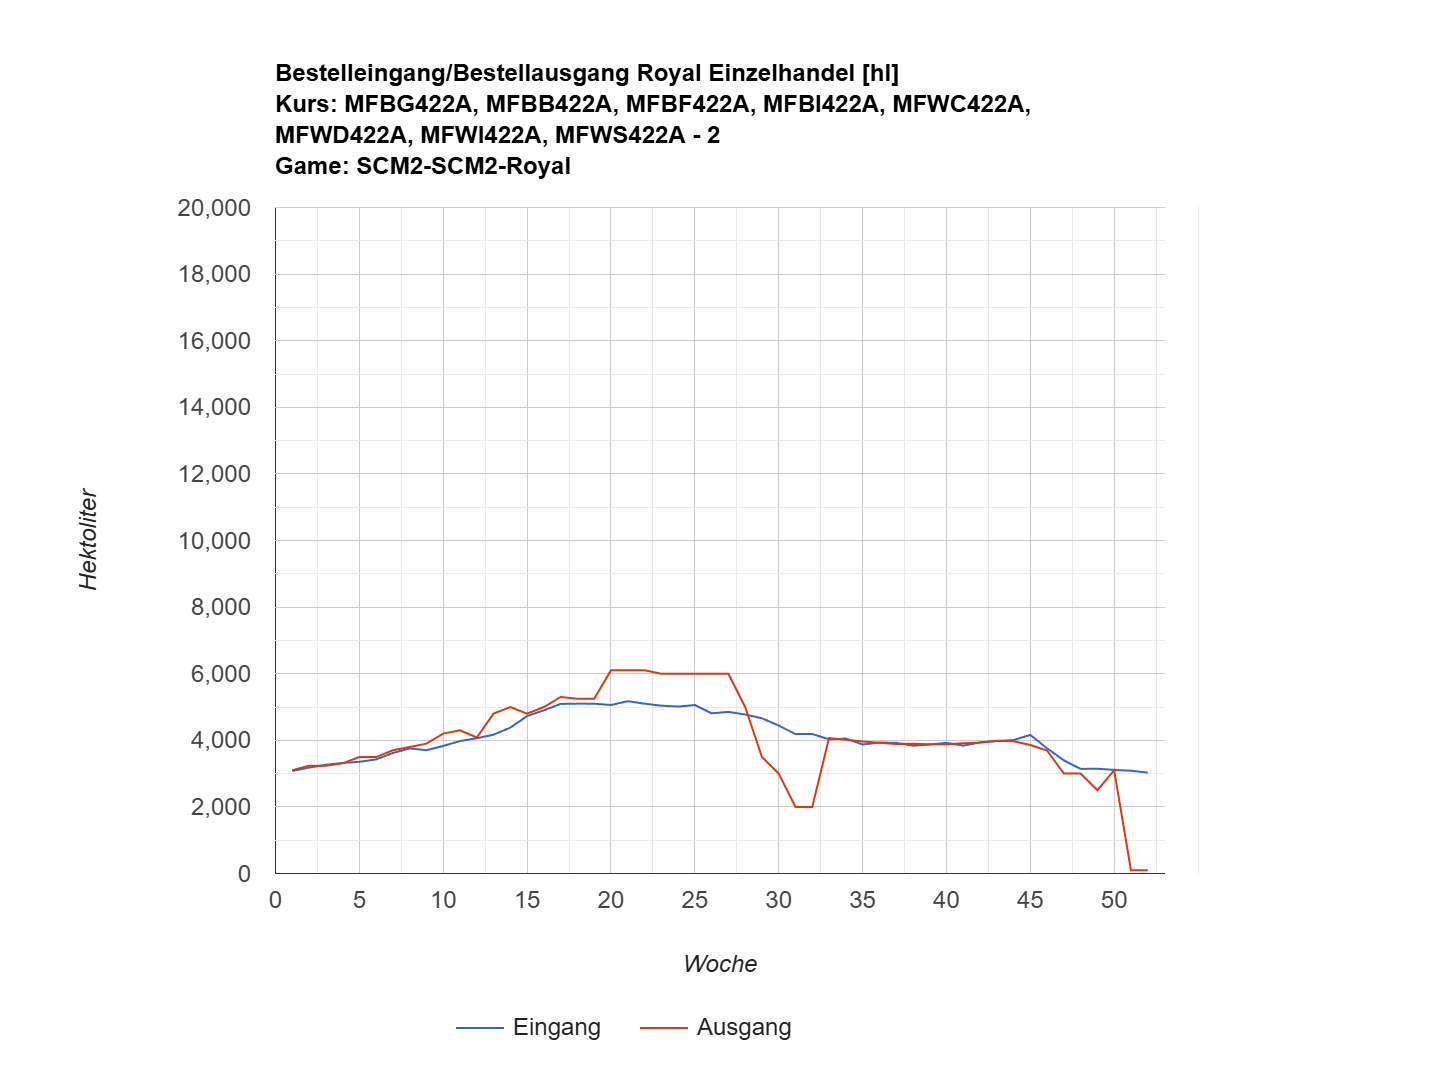 Bestelleingang/Bestellausgang Royal Einzelhandel [hl]
Kurs: MFBG422A, MFBB422A, MFBF422A, MFBI422A, MFWC422A,
MFWD422A, MFWI422A, MFWS422A - 2
Game: SCM2-SCM2-Royal
20,000
18,000
16,000
14,000
12,000
10,000
8,000
6,000
4,000
2,000
0
Hektoliter
0 5 10 15 20 25 30 35 40 45 50
Woche
Eingang Ausgang